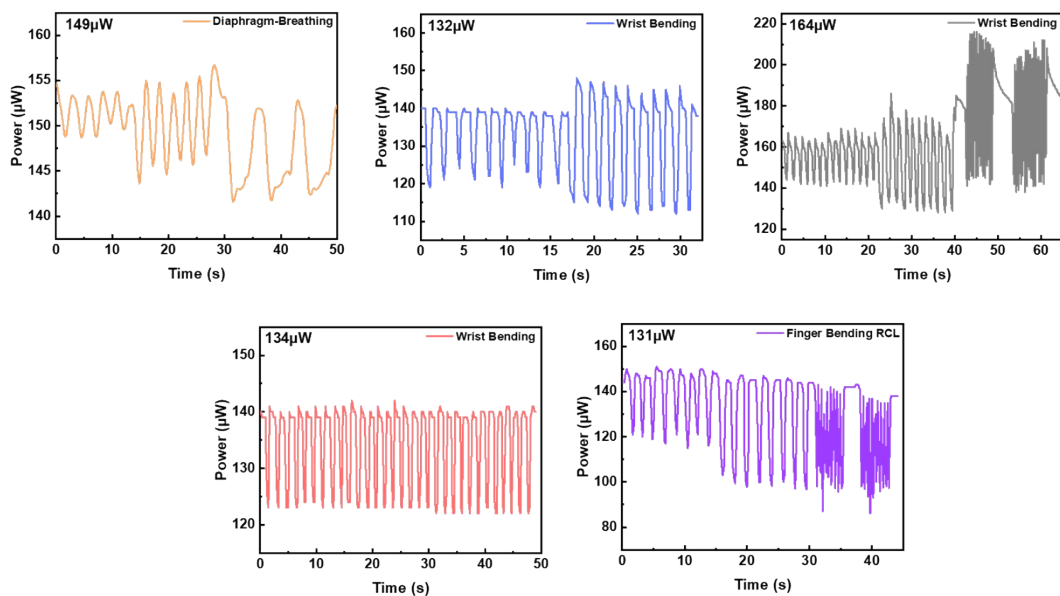 149μW
Diaphragm-Breathing
160
155
150
145
140
Power (μW)
0 10 20 30 40 50
Time (s)
132μW
Wrist Bending
160
150
140
130
120
110
Power (μW)
0 5 10 15 20 25 30
Time (s)
164μW
Wrist Bending
220
200
180
160
140
120
Power (μW)
0 10 20 30 40 50 60
Time (s)
134μW
Wrist Bending
150
140
130
120
Power (μW)
0 10 20 30 40 50
Time (s)
131μW
Finger Bending RCL
160
140
120
100
80
Power (μW)
0 10 20 30 40
Time (s)